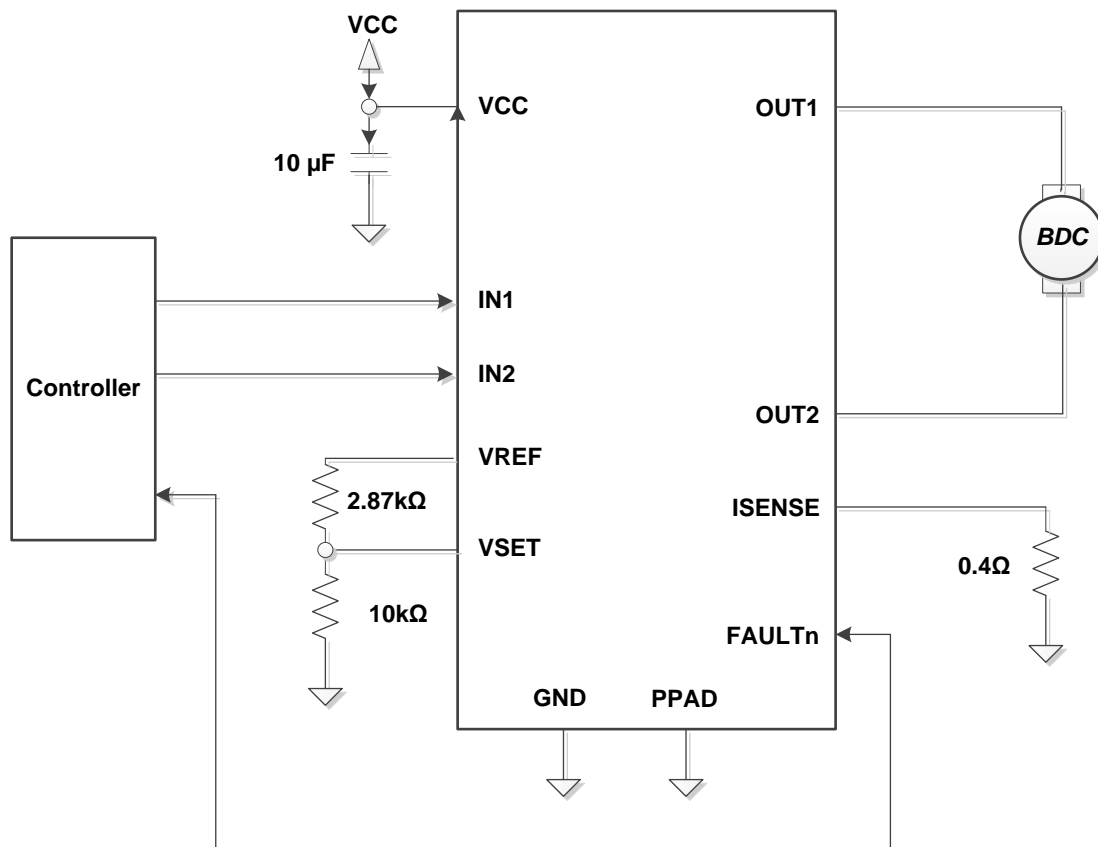 VCC
VCC
OUT1
10 µF
BDC
IN1
IN2
Controller
OUT2
VREF
2.87kΩ
ISENSE
VSET
0.4Ω
10kΩ
FAULTn
GND
PPAD